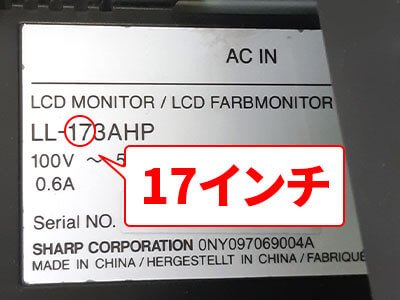 AC IN
LCD MONITOR / LCD FARBMONITOR
LL-173AHP
100V ～ 5
0.6A
17インチ
Serial NO.
SHARP CORPORATION 0NY097069004A
MADE IN CHINA / HERGESTELLT IN CHINA / FABRIQUE